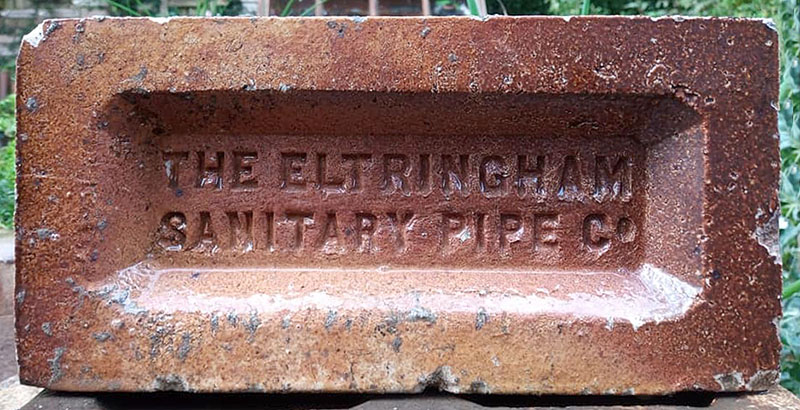 THE ELTRINGHAM
SANITARY PIPE Co